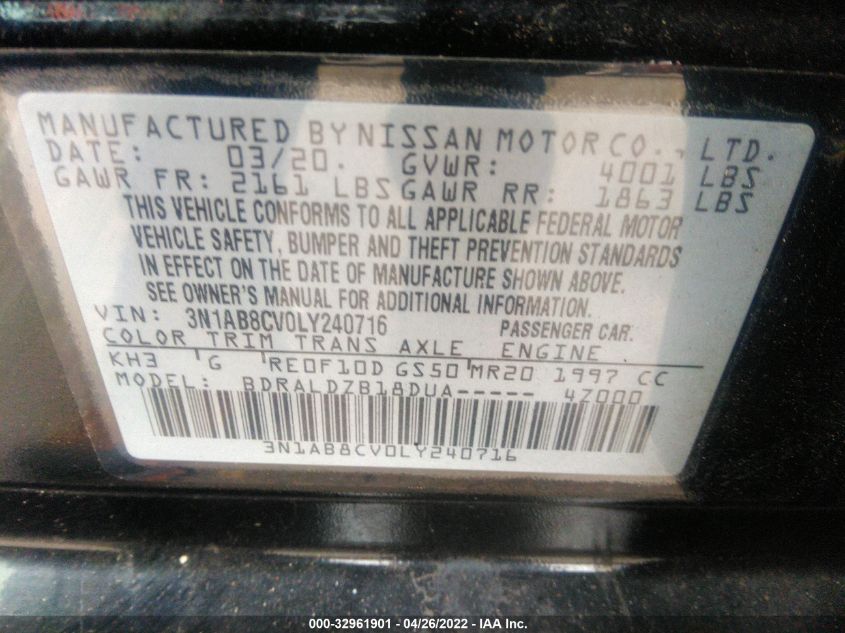 MANUFACTURED BY NISSAN MOTOR CO., LTD.
DATE: 03/20. GVWR: 4001 LBS
GAWR FR: 2161 LBS GAWR RR: 1863 LBS
THIS VEHICLE CONFORMS TO ALL APPLICABLE FEDERAL MOTOR
VEHICLE SAFETY, BUMPER AND THEFT PREVENTION STANDARDS
IN EFFECT ON THE DATE OF MANUFACTURE SHOWN ABOVE.
SEE OWNER'S MANUAL FOR ADDITIONAL INFORMATION.
VIN: 3N1AB8CV0LY240716 PASSENGER CAR.
COLOR TRIM TRANS AXLE ENGINE
KH3 G RE0F10D GS50 MR20 1997 CC
MODEL: BDRALDZB18DUA----- 4Z000
3N1AB8CV0LY240716
000-32961901 - 04/26/2022 - IAA Inc.